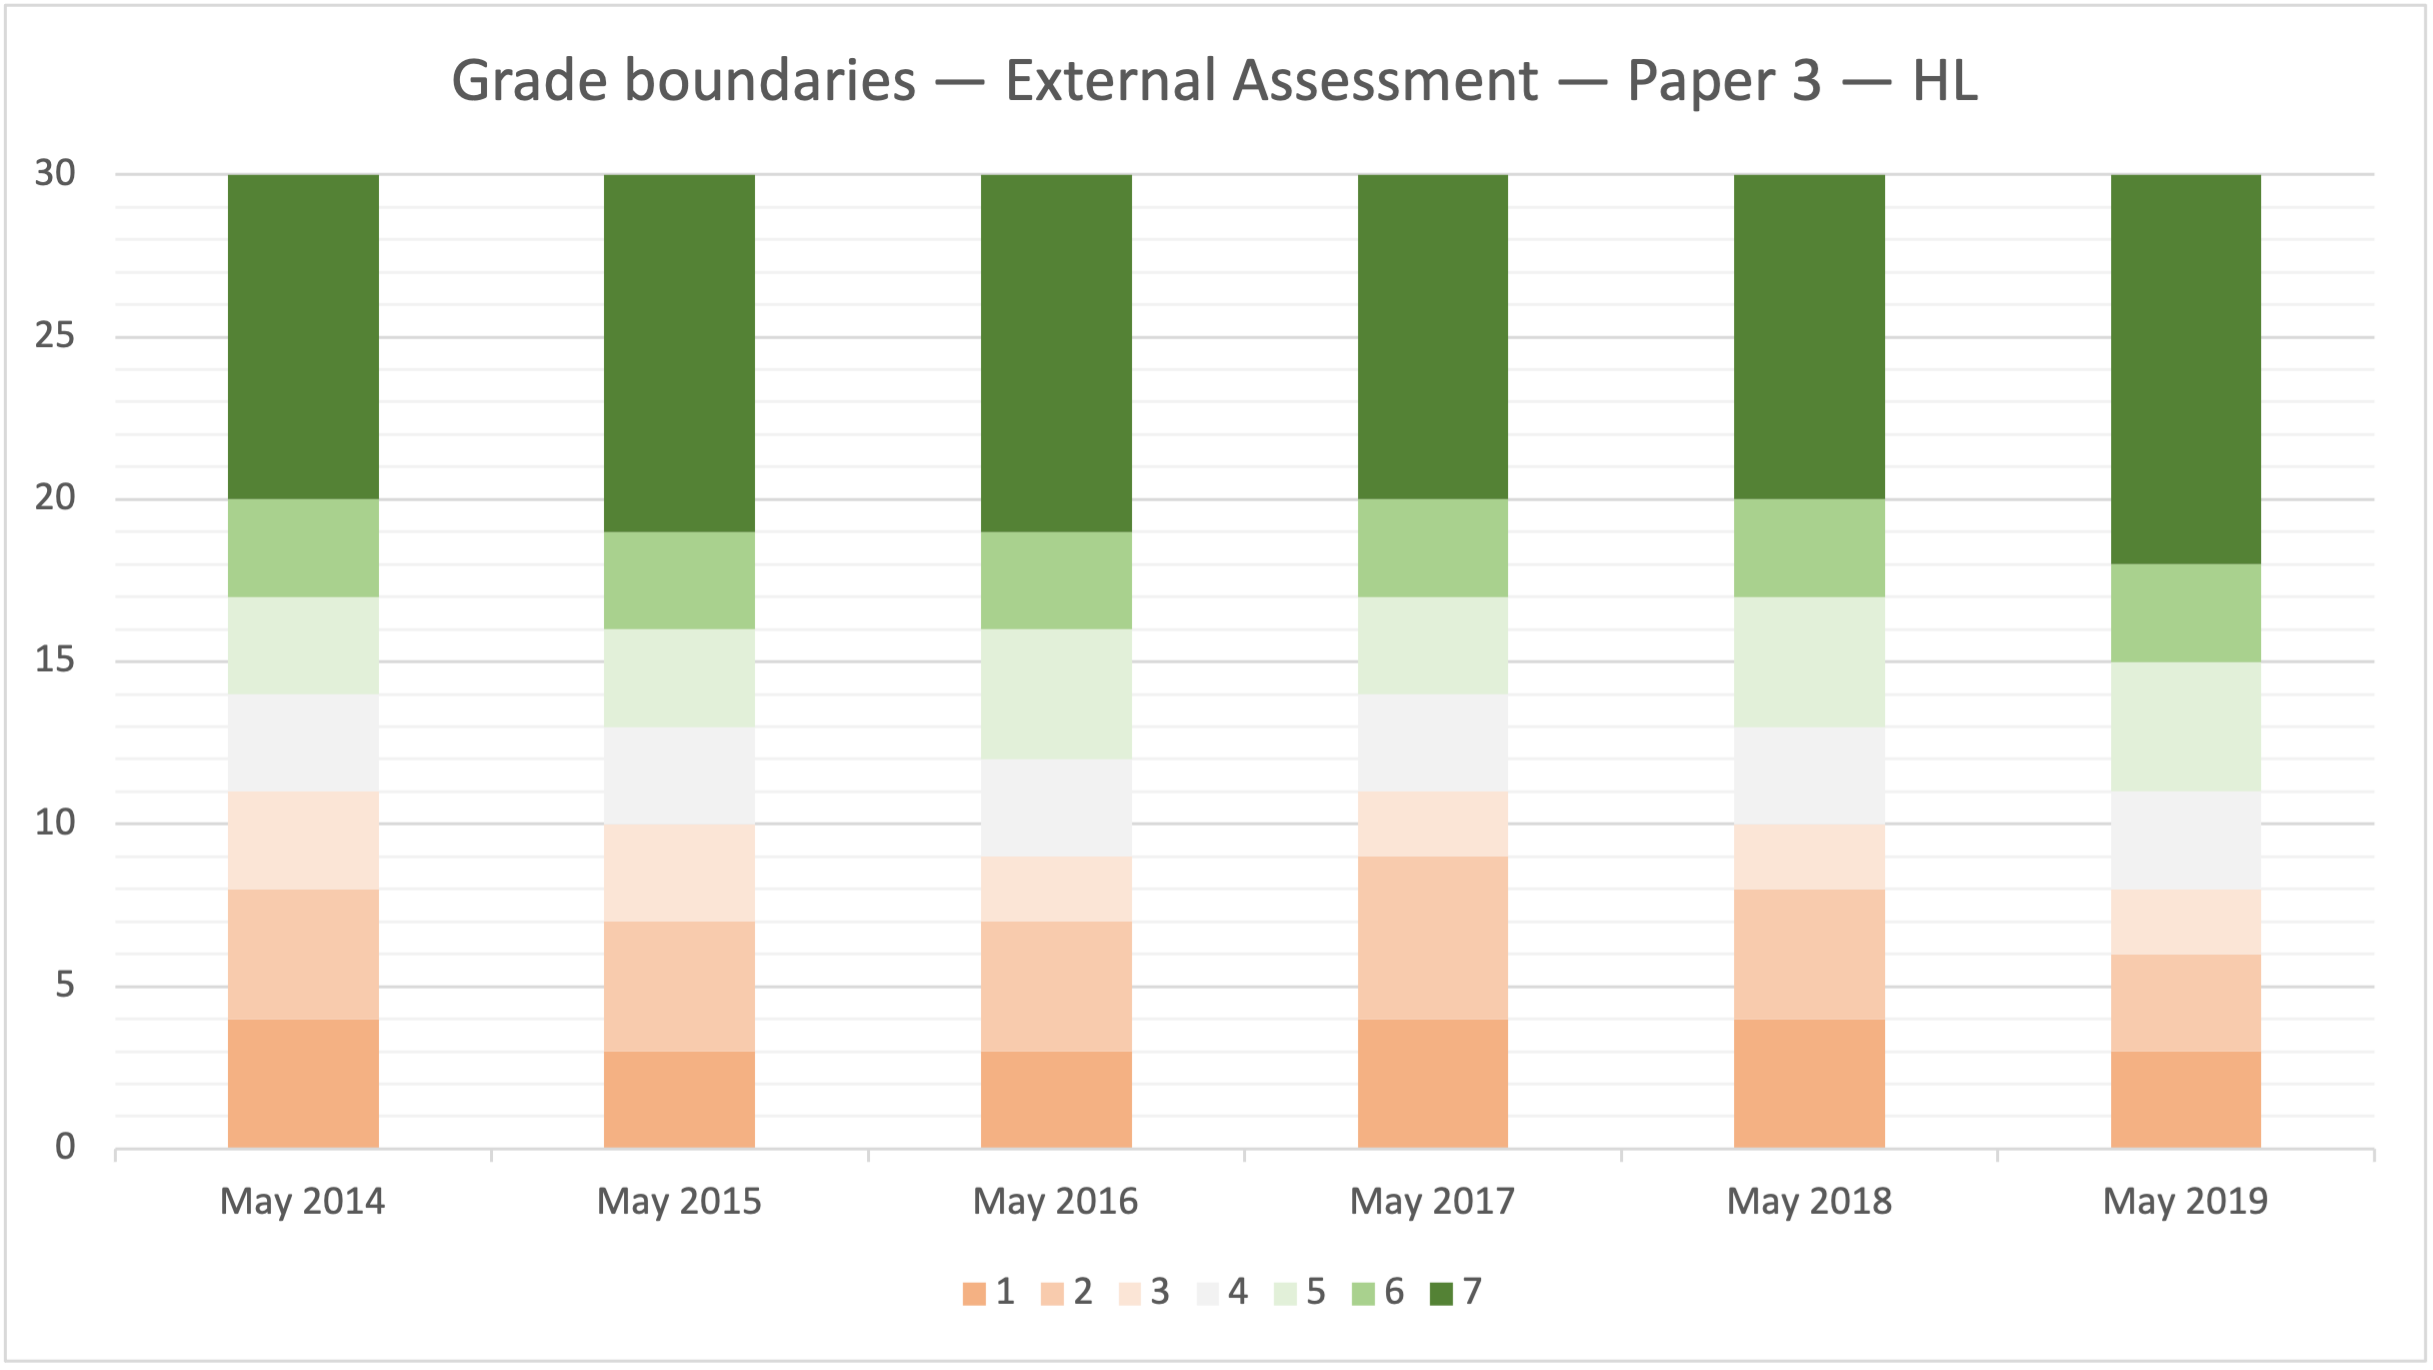 Grade boundaries — External Assessment — Paper 3 — HL
30
25
20
15
10
5
0
May 2014 May 2015 May 2016 May 2017 May 2018 May 2019
1 2 3 4 5 6 7